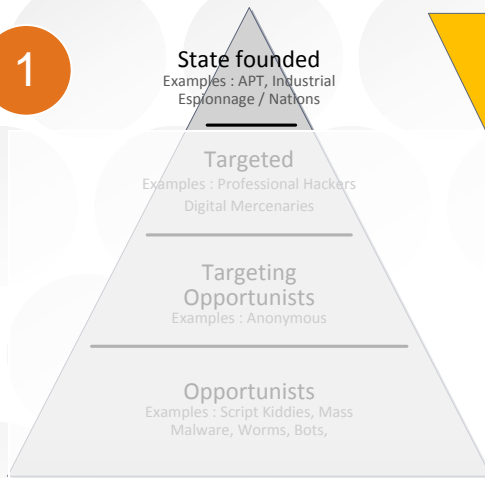 1
State founded
Examples : APT, Industrial
Espionnage / Nations
Targeted
Examples : Professional Hackers
Digital Mercenaries
Targeting
Opportunists
Examples : Anonymous
Opportunists
Examples : Script Kiddies, Mass
Malware, Worms, Bots,